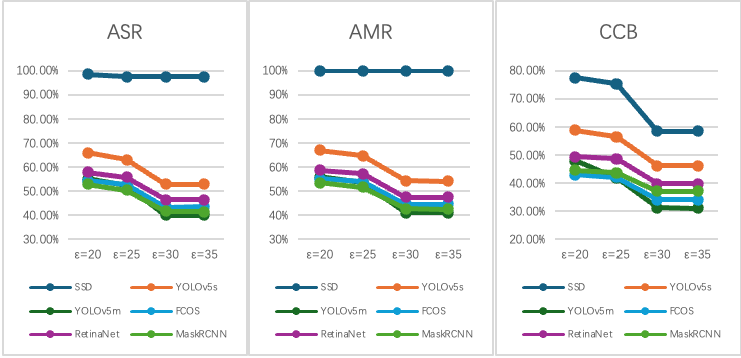 ASR
100.00%
90.00%
80.00%
70.00%
60.00%
50.00%
40.00%
30.00%
ε=20 ε=25 ε=30 ε=35
SSD YOLOv5s
YOLOv5m FCOS
RetinaNet MaskRCNN
AMR
100%
90%
80%
70%
60%
50%
40%
30%
ε=20 ε=25 ε=30 ε=35
SSD YOLOv5s
YOLOv5m FCOS
RetinaNet MaskRCNN
CCB
80.00%
70.00%
60.00%
50.00%
40.00%
30.00%
20.00%
ε=20 ε=25 ε=30 ε=35
SSD YOLOv5s
YOLOv5m FCOS
RetinaNet MaskRCNN